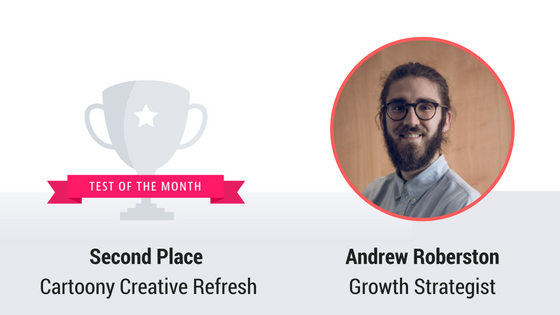 TEST OF THE MONTH
Second Place
Cartoony Creative Refresh
Andrew Roberston
Growth Strategist